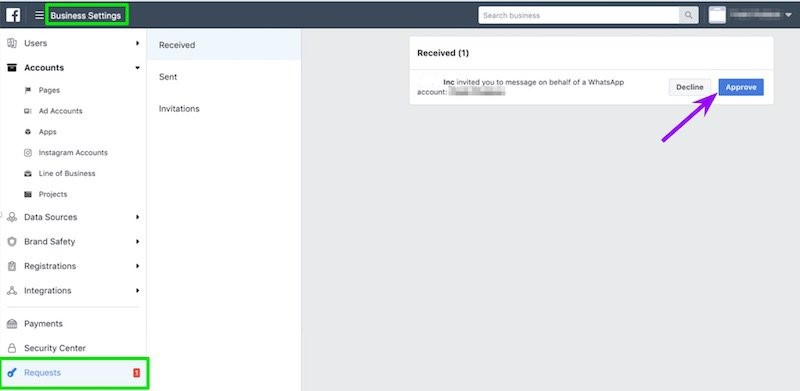 Business Settings
Search business
Users
Accounts
Pages
Ad Accounts
Apps
Instagram Accounts
Line of Business
Projects
Data Sources
Brand Safety
Registrations
Integrations
Payments
Security Center
Requests 1
Received
Sent
Invitations
Received (1)
Inc invited you to message on behalf of a WhatsApp
account:
Decline
Approve